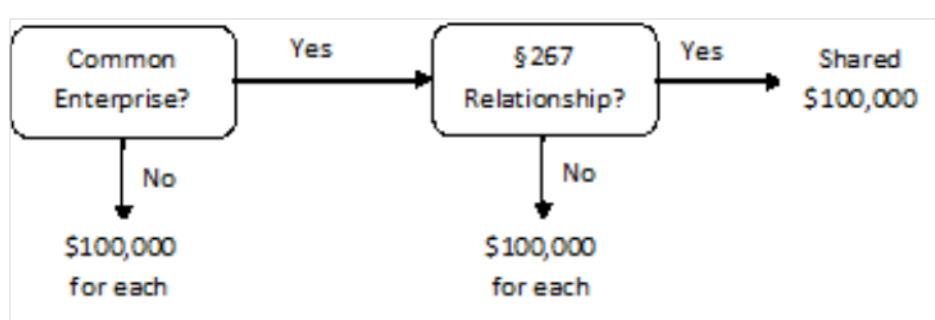 Common
Enterprise?
Yes
§267
Relationship?
Yes
Shared
$100,000
No
$100,000
for each
No
$100,000
for each